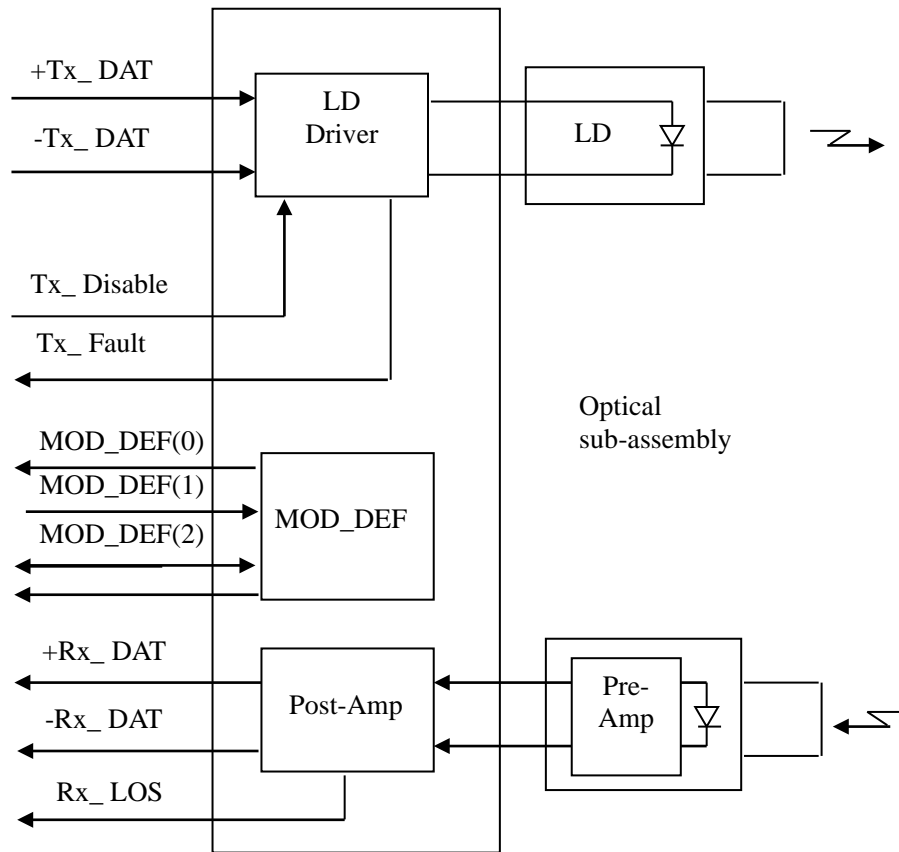 +Tx_ DAT
-Tx_ DAT
LD
Driver
LD
Tx_ Disable
Tx_ Fault
Optical
sub-assembly
MOD_DEF(0)
MOD_DEF(1)
MOD_DEF(2)
MOD_DEF
+Rx_ DAT
-Rx_ DAT
Rx_ LOS
Post-Amp
Pre-
Amp